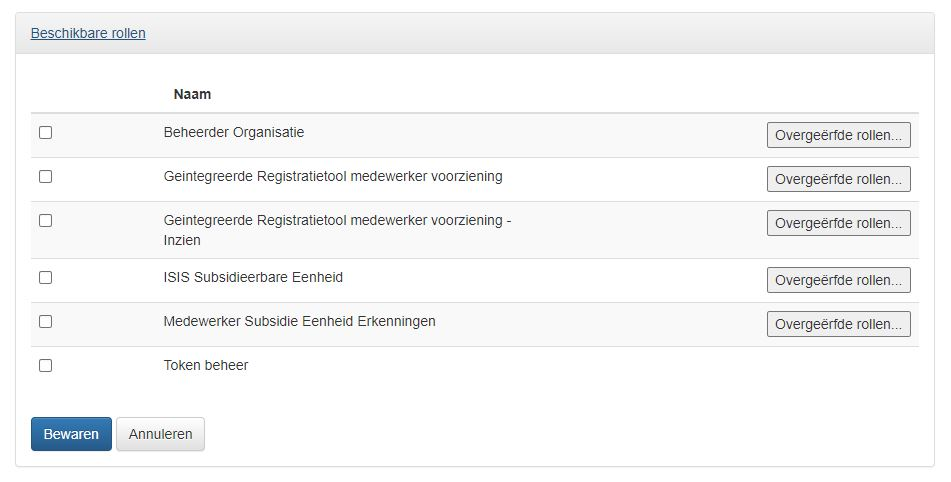 Beschikbare rollen
Naam
Beheerder Organisatie
Overgeërfde rollen...
Geintegreerde Registratietool medewerker voorziening
Overgeërfde rollen...
Geintegreerde Registratietool medewerker voorziening -
Inzien
Overgeërfde rollen...
ISIS Subsidieerbare Eenheid
Overgeërfde rollen...
Medewerker Subsidie Eenheid Erkenningen
Overgeërfde rollen...
Token beheer
Bewaren
Annuleren